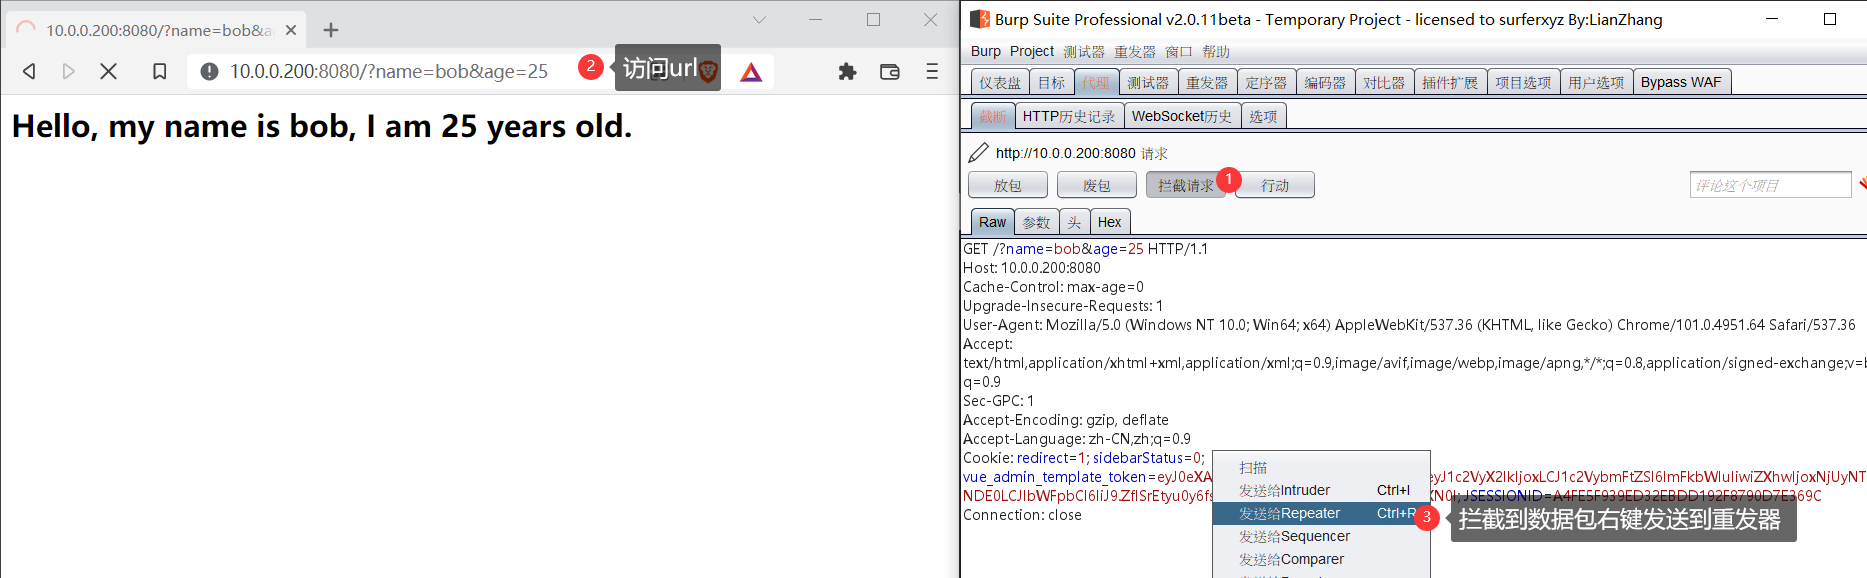 10.0.0.200:8080/?name=bob&a
10.0.0.200:8080/?name=bob&age=25
2
访问url
Hello, my name is bob, I am 25 years old.
Burp Suite Professional v2.0.11beta - Temporary Project - licensed to surferxyz By:LianZhang
Burp Project 测试器 重发器 窗口 帮助
仪表盘 目标 代理 测试器 重发器 定序器 编码器 对比器 插件扩展 项目选项 用户选项 Bypass WAF
截断 HTTP历史记录 WebSocket历史 选项
http://10.0.0.200:8080 请求
放包 废包 拦截请求 1 行动 评论这个项目
Raw 参数 头 Hex
GET /?name=bob&age=25 HTTP/1.1
Host: 10.0.0.200:8080
Cache-Control: max-age=0
Upgrade-Insecure-Requests: 1
User-Agent: Mozilla/5.0 (Windows NT 10.0; Win64; x64) AppleWebKit/537.36 (KHTML, like Gecko) Chrome/101.0.4951.64 Safari/537.36
Accept:
text/html,application/xhtml+xml,application/xml;q=0.9,image/avif,image/webp,image/apng,*/*;q=0.8,application/signed-exchange;v=b
q=0.9
Sec-GPC: 1
Accept-Encoding: gzip, deflate
Accept-Language: zh-CN,zh;q=0.9
Cookie: redirect=1; sidebarStatus=0;
vue_admin_template_token=
JSESSIONID=A4FE5F939ED32EBDD192F8790D7E369C
Connection: close
扫描
发送给Intruder Ctrl+I
发送给Repeater Ctrl+R
发送给Sequencer
发送给Comparer
3
拦截到数据包右键发送到重发器